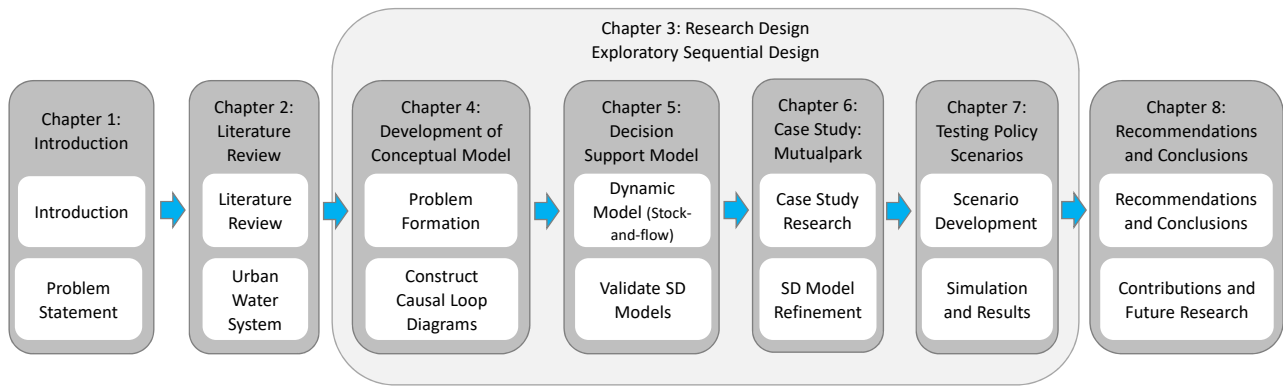 Chapter 3: Research Design
Exploratory Sequential Design
Chapter 1:
Introduction
Introduction
Problem
Statement
Chapter 2:
Literature
Review
Literature
Review
Urban
Water
System
Chapter 4:
Development of
Conceptual Model
Problem
Formation
Construct
Causal Loop
Diagrams
Chapter 5:
Decision
Support Model
Dynamic
Model (Stock-
and-flow)
Validate SD
Models
Chapter 6:
Case Study:
Mutualpark
Case Study
Research
SD Model
Refinement
Chapter 7:
Testing Policy
Scenarios
Scenario
Development
Simulation
and Results
Chapter 8:
Recommendations
and Conclusions
Recommendations
and Conclusions
Contributions and
Future Research